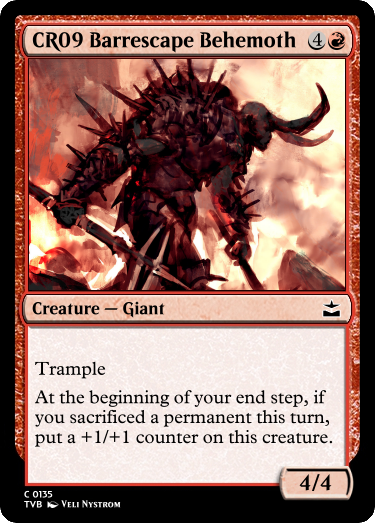 CR09 Barrescape Behemoth 4
Creature — Giant
Trample
At the beginning of your end step, if
you sacrificed a permanent this turn,
put a +1/+1 counter on this creature.
4/4
C 0135
TVB Veli Nystrom